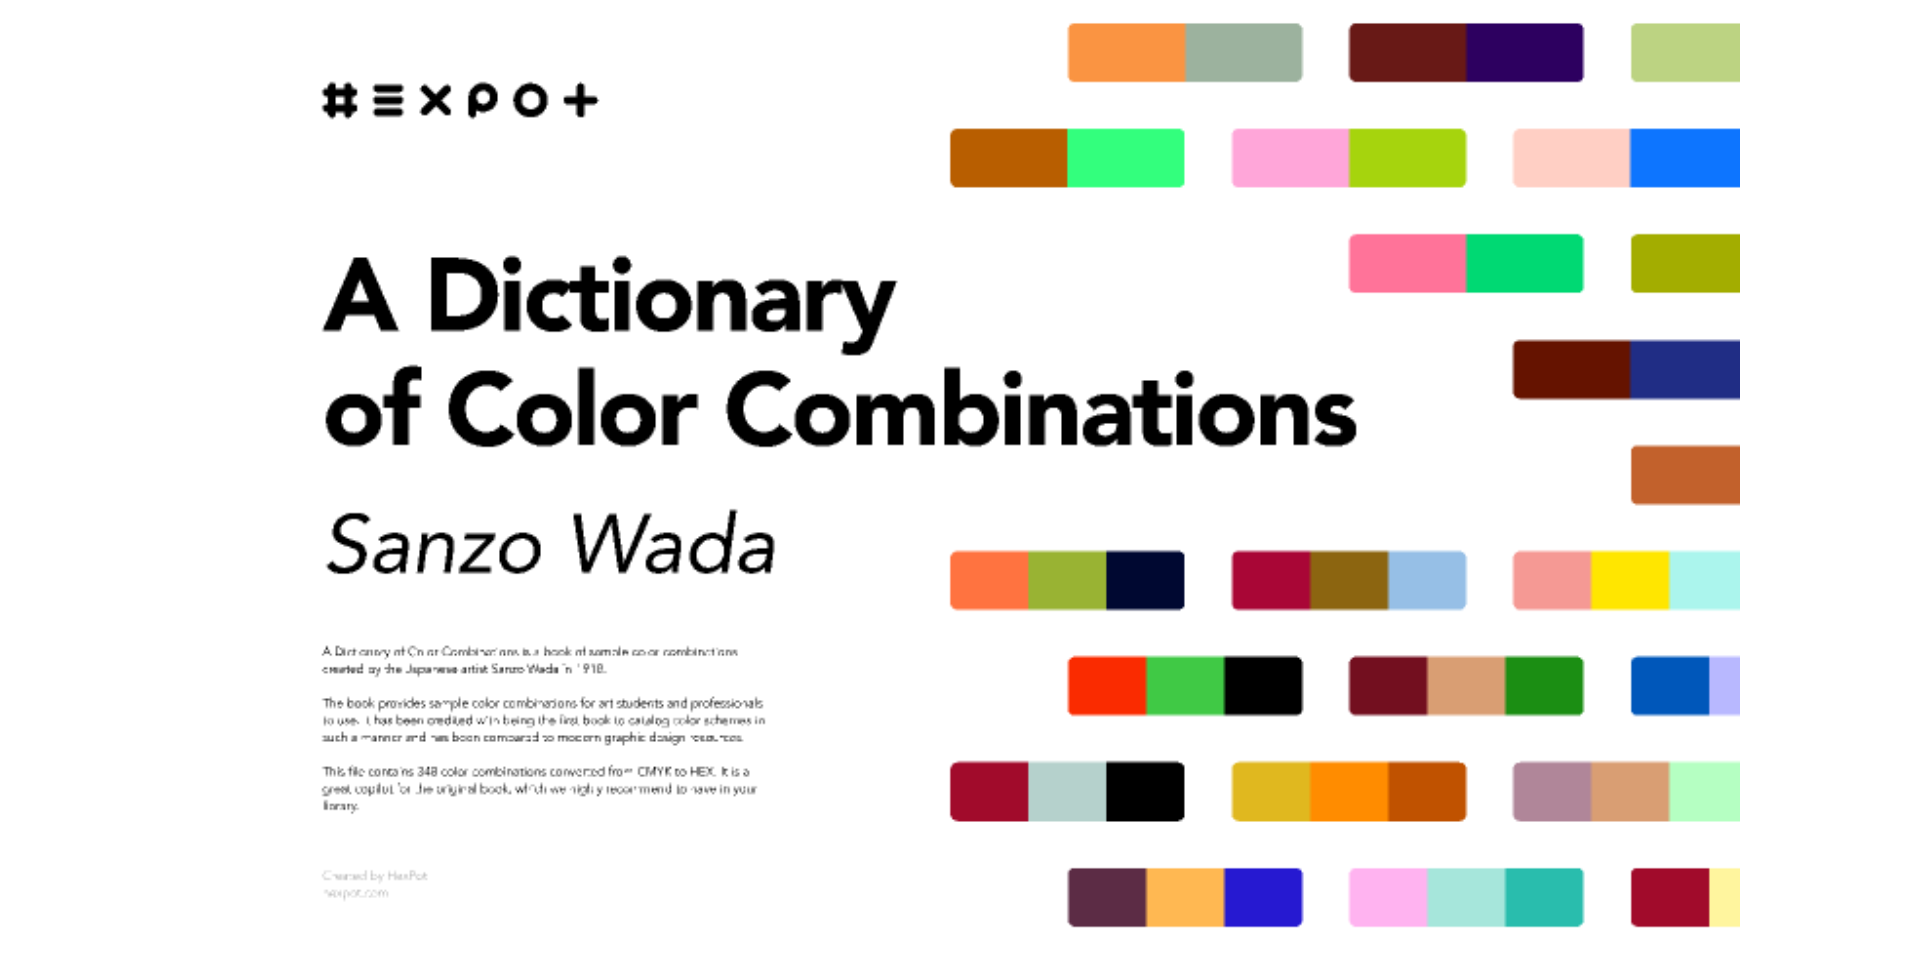 #EXPOT
A Dictionary
of Color Combinations
Sanzo Wada
A Dictionary of Color Combinations is a book of sample color combinations
created by the Japanese artist Sanzo Wada in 1918.
The book provides sample color combinations for art students and professionals
to use. It has been credited with being the first book to catalog color schemes in
such a manner and has been compared to modern graphic design resources.
This file contains 348 color combinations converted from CMYK to HEX. It is a
great copilot for the original book, which we highly recommend to have in your
library.
Created by HexPot
hexpot.com